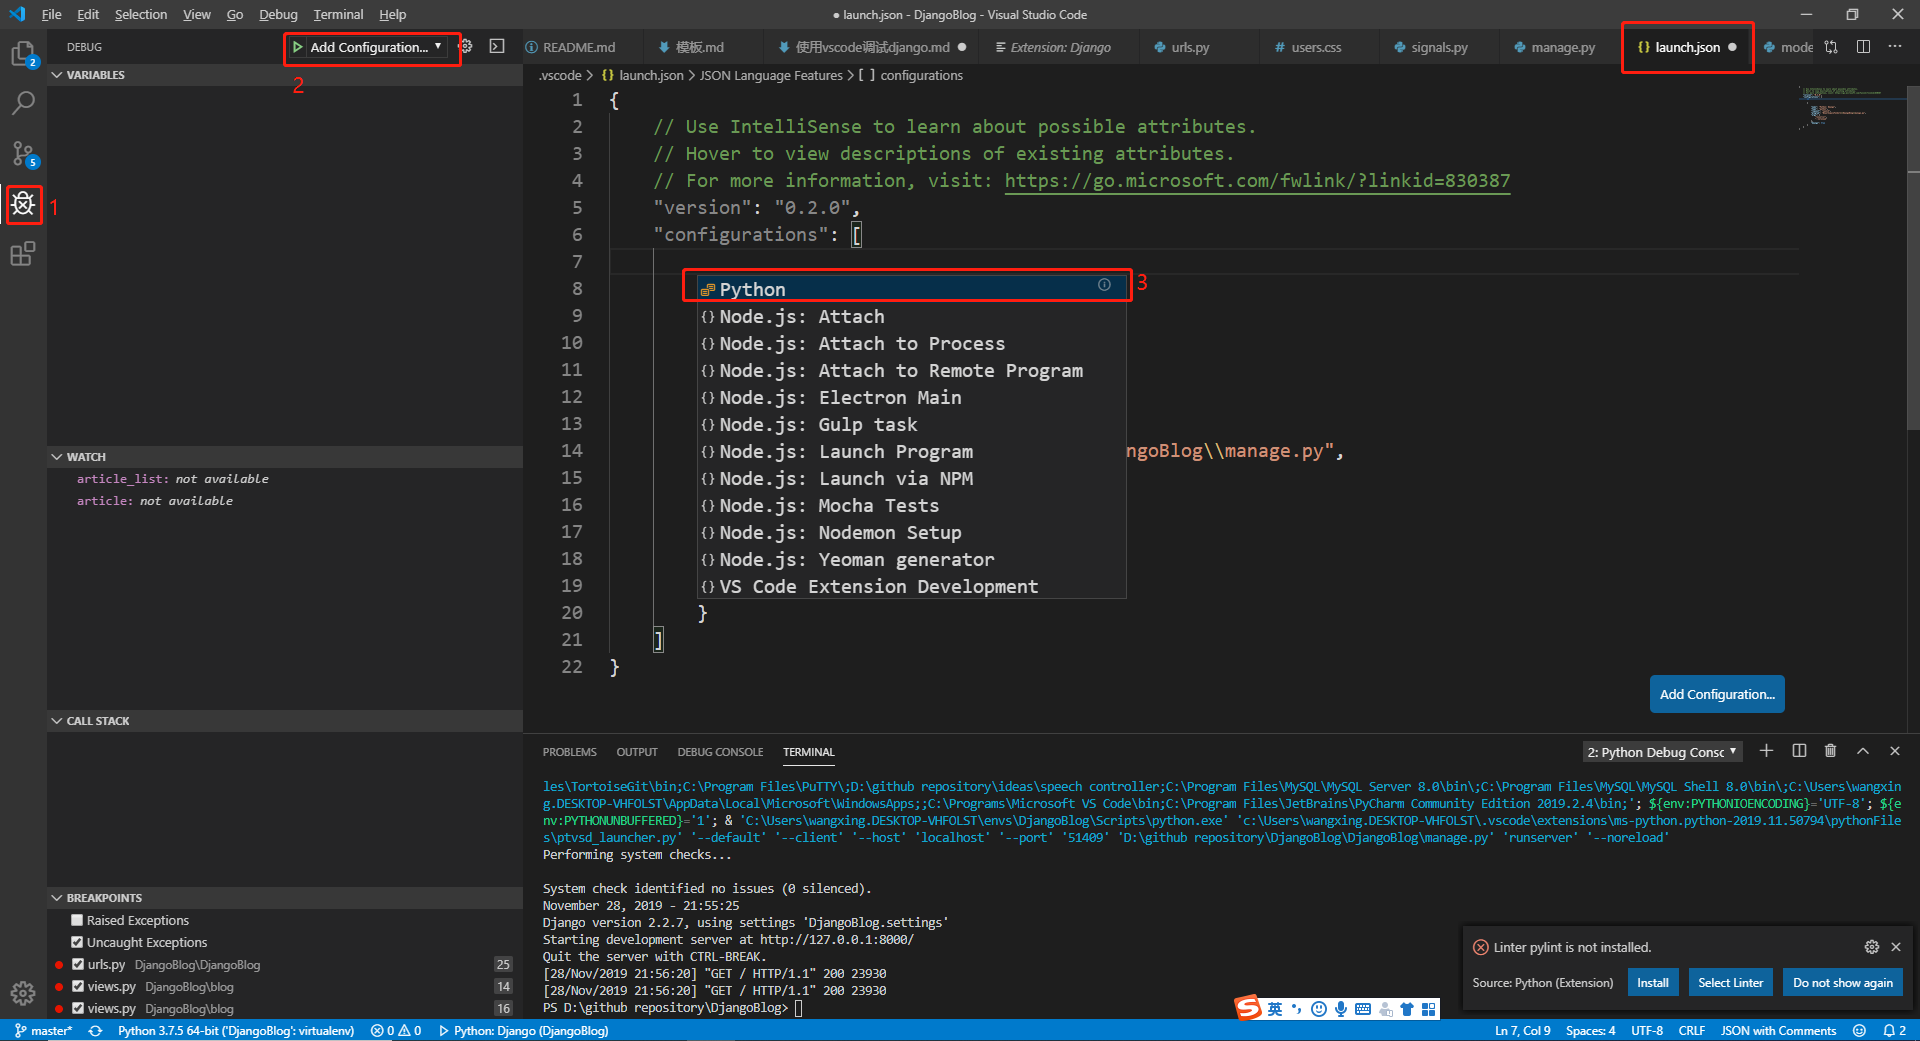 File Edit Selection View Go Debug Terminal Help
● launch.json - DjangoBlog - Visual Studio Code
DEBUG
Add Configuration...
2
README.md
模板.md
使用vscode调试django.md
Extension: Django
urls.py
# users.css
signals.py
manage.py
{} launch.json
mode
2
5
1
VARIABLES
.vscode > {} launch.json > JSON Language Features > [ ] configurations
1 {
2 // Use IntelliSense to learn about possible attributes.
3 // Hover to view descriptions of existing attributes.
4 // For more information, visit: https://go.microsoft.com/fwlink/?linkid=830387
5 "version": "0.2.0",
6 "configurations": [
7
8
9
10
11
12
13
14 ngoBlog\\manage.py",
15
16
17
18
19
20 }
21 ]
22 }
Python
3
{} Node.js: Attach
{} Node.js: Attach to Process
{} Node.js: Attach to Remote Program
{} Node.js: Electron Main
{} Node.js: Gulp task
{} Node.js: Launch Program
{} Node.js: Launch via NPM
{} Node.js: Mocha Tests
{} Node.js: Nodemon Setup
{} Node.js: Yeoman generator
{} VS Code Extension Development
Add Configuration...
WATCH
article_list: not available
article: not available
CALL STACK
BREAKPOINTS
Raised Exceptions
Uncaught Exceptions
urls.py DjangoBlog\DjangoBlog 25
views.py DjangoBlog\blog 14
views.py DjangoBlog\blog 16
PROBLEMS OUTPUT DEBUG CONSOLE TERMINAL
2: Python Debug Consc
les\TortoiseGit\bin;C:\Program Files\PuTTY\;D:\github repository\ideas\speech controller;C:\Program Files\MySQL\MySQL Server 8.0\bin\;C:\Program Files\MySQL\MySQL Shell 8.0\bin\;C:\Users\wangxin
g.DESKTOP-VHFOLST\AppData\Local\Microsoft\WindowsApps;;C:\Programs\Microsoft VS Code\bin;C:\Program Files\JetBrains\PyCharm Community Edition 2019.2.4\bin;'; ${env:PYTHONIOENCODING}='UTF-8'; ${e
nv:PYTHONUNBUFFERED}='1'; & 'C:\Users\wangxing.DESKTOP-VHFOLST\envs\DjangoBlog\Scripts\python.exe' 'c:\Users\wangxing.DESKTOP-VHFOLST\.vscode\extensions\ms-python.python-2019.11.50794\pythonFile
s\ptvsd_launcher.py' '--default' '--client' '--host' 'localhost' '--port' '51409' 'D:\github repository\DjangoBlog\DjangoBlog\manage.py' 'runserver' '--noreload'
Performing system checks...
System check identified no issues (0 silenced).
November 28, 2019 - 21:55:25
Django version 2.2.7, using settings 'DjangoBlog.settings'
Starting development server at http://127.0.0.1:8000/
Quit the server with CTRL-BREAK.
[28/Nov/2019 21:56:20] "GET / HTTP/1.1" 200 23930
[28/Nov/2019 21:56:20] "GET / HTTP/1.1" 200 23930
PS D:\github repository\DjangoBlog>
Linter pylint is not installed.
Source: Python (Extension)
Install
Select Linter
Do not show again
S 英
master*
Python 3.7.5 64-bit ('DjangoBlog': virtualenv)
0 0
Python: Django (DjangoBlog)
Ln 7, Col 9 Spaces: 4 UTF-8 CRLF JSON with Comments 2